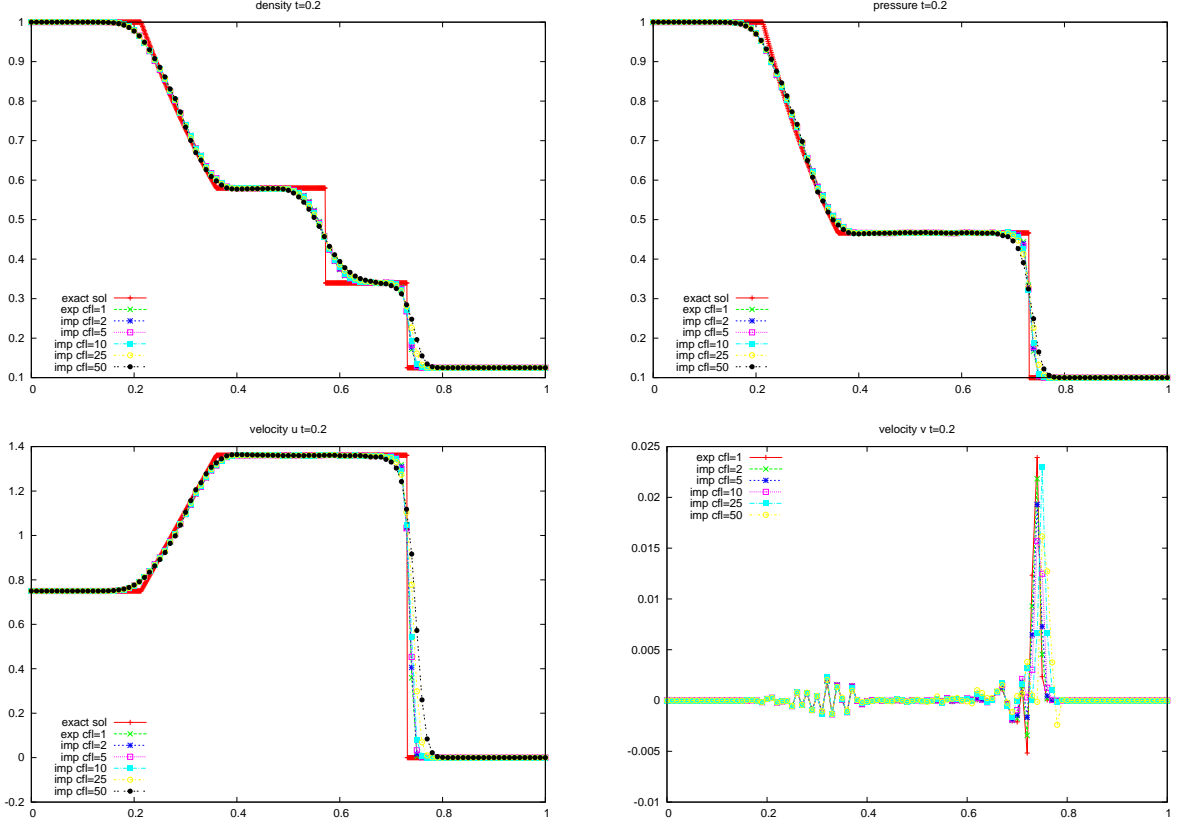 density t=0.2
1
0.9
0.8
0.7
0.6
0.5
0.4
0.3
0.2
0.1
exact sol
exp cfl=1
imp cfl=2
imp cfl=5
imp cfl=10
imp cfl=25
imp cfl=50
0 0.2 0.4 0.6 0.8 1
pressure t=0.2
1
0.9
0.8
0.7
0.6
0.5
0.4
0.3
0.2
0.1
exact sol
exp cfl=1
imp cfl=2
imp cfl=5
imp cfl=10
imp cfl=25
imp cfl=50
0 0.2 0.4 0.6 0.8 1
velocity u t=0.2
1.4
1.2
1
0.8
0.6
0.4
0.2
0
-0.2
exact sol
exp cfl=1
imp cfl=2
imp cfl=5
imp cfl=10
imp cfl=25
imp cfl=50
0 0.2 0.4 0.6 0.8 1
velocity v t=0.2
0.025
0.02
0.015
0.01
0.005
0
-0.005
-0.01
exp cfl=1
imp cfl=2
imp cfl=5
imp cfl=10
imp cfl=25
imp cfl=50
0 0.2 0.4 0.6 0.8 1